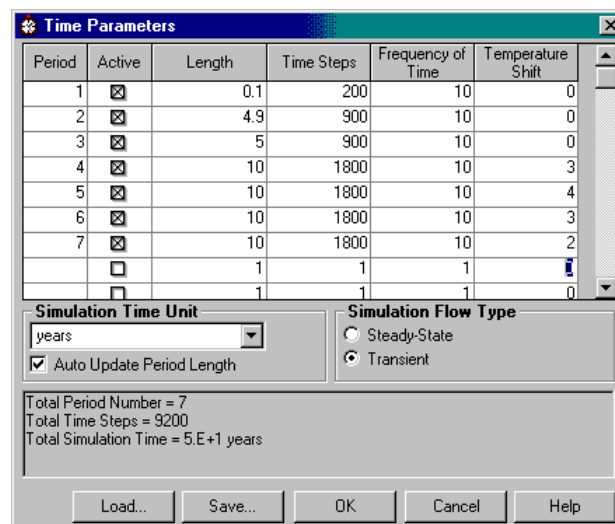 Time Parameters
Period Active Length Time Steps Frequency of Time Temperature Shift
1 0.1 200 10 0
2 4.9 900 10 0
3 5 900 10 0
4 10 1800 10 3
5 10 1800 10 4
6 10 1800 10 3
7 10 1800 10 2
1 1 1
1 1 1 0
Simulation Time Unit
years
Auto Update Period Length
Simulation Flow Type
Steady-State
Transient
Total Period Number = 7
Total Time Steps = 9200
Total Simulation Time = 5.E+1 years
Load... Save... OK Cancel Help